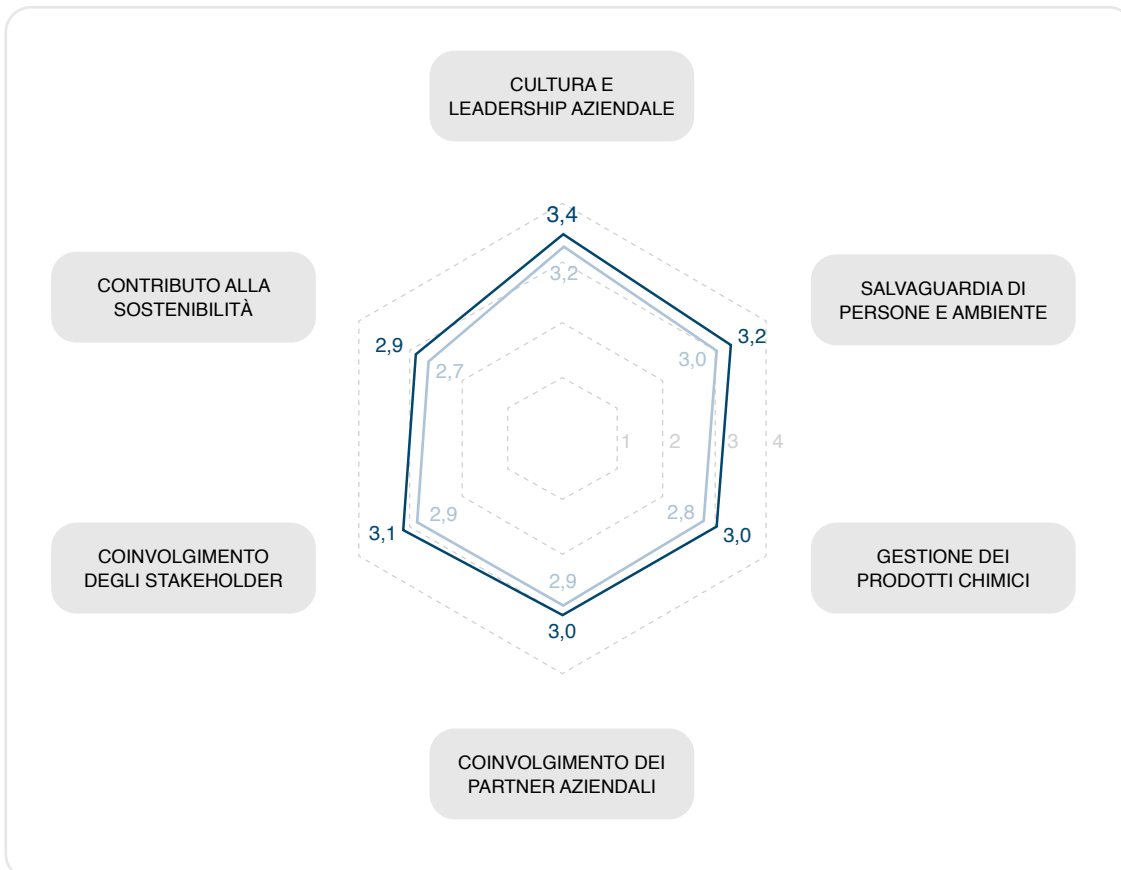 CULTURA E
LEADERSHIP AZIENDALE
3,4
3,2
CONTRIBUTO ALLA
SOSTENIBILITÀ
SALVAGUARDIA DI
PERSONE E AMBIENTE
2,9
2,7
3,0
3,2
1
2
3
4
COINVOLGIMENTO
DEGLI STAKEHOLDER
3,1
2,9
2,8
3,0
GESTIONE DEI
PRODOTTI CHIMICI
2,9
3,0
COINVOLGIMENTO DEI
PARTNER AZIENDALI